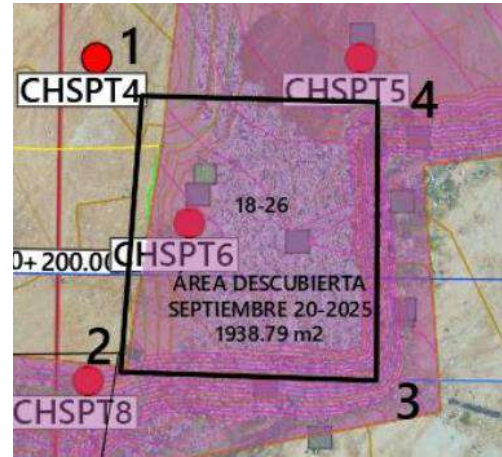 1
CHSPT4
CHSPT5
4
18-26
CHSPT6
0+200.00
ÁREA DESCUBIERTA
SEPTIEMBRE 20-2025
1938.79 m2
2
CHSPT8
3